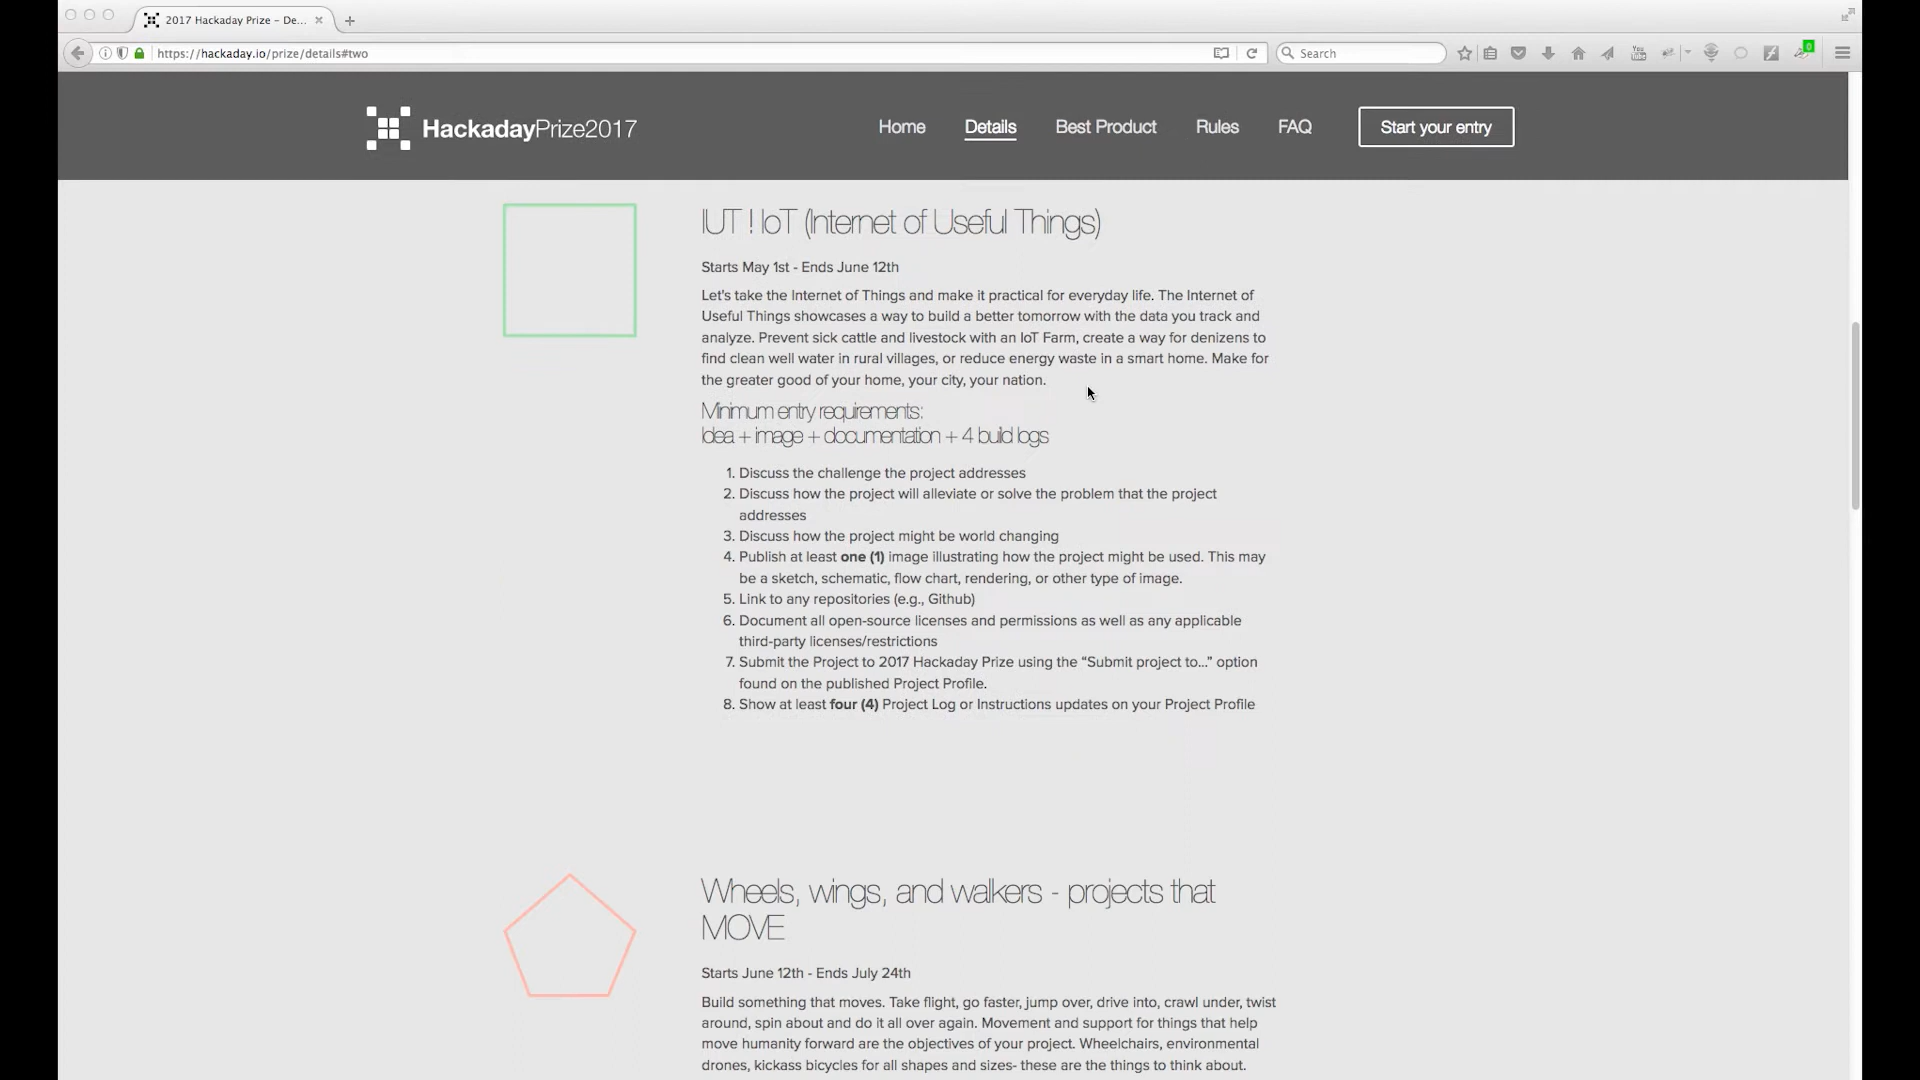 2017 Hackaday Prize – De...
https://hackaday.io/prize/details#two
Search
0
HackadayPrize2017
Home
Details
Best Product
Rules
FAQ
Start your entry
IUT ! IoT (Internet of Useful Things)
Starts May 1st - Ends June 12th
Let's take the Internet of Things and make it practical for everyday life. The Internet of
Useful Things showcases a way to build a better tomorrow with the data you track and
analyze. Prevent sick cattle and livestock with an IoT Farm, create a way for denizens to
find clean well water in rural villages, or reduce energy waste in a smart home. Make for
the greater good of your home, your city, your nation.
Minimum entry requirements:
Idea + image + documentation + 4 build logs
1. Discuss the challenge the project addresses
2. Discuss how the project will alleviate or solve the problem that the project
addresses
3. Discuss how the project might be world changing
4. Publish at least one (1) image illustrating how the project might be used. This may
be a sketch, schematic, flow chart, rendering, or other type of image.
5. Link to any repositories (e.g., Github)
6. Document all open-source licenses and permissions as well as any applicable
third-party licenses/restrictions
7. Submit the Project to 2017 Hackaday Prize using the “Submit project to...” option
found on the published Project Profile.
8. Show at least four (4) Project Log or Instructions updates on your Project Profile
Wheels, wings, and walkers - projects that
MOVE
Starts June 12th - Ends July 24th
Build something that moves. Take flight, go faster, jump over, drive into, crawl under, twist
around, spin about and do it all over again. Movement and support for things that help
move humanity forward are the objectives of your project. Wheelchairs, environmental
drones, kickass bicycles for all shapes and sizes- these are the things to think about.